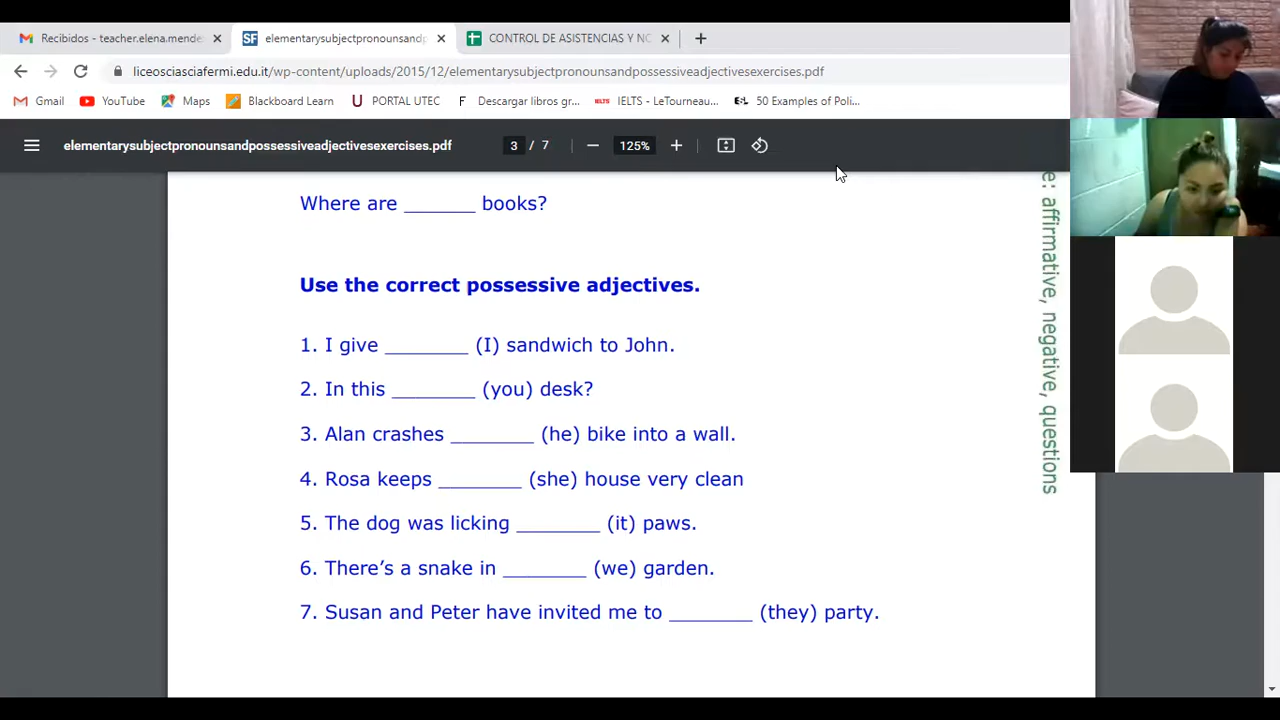 Recibidos - teacher.elena.mende
elementarysubjectpronounsand
CONTROL DE ASISTENCIAS Y NO
liceosciasciafermi.edu.it/wp-content/uploads/2015/12/elementarysubjectpronounsandpossessiveadjectivesexercises.pdf
Gmail YouTube Maps Blackboard Learn PORTAL UTEC Descargar libros gr... IELTS - LeTourneau... 50 Examples of Poli...
elementarysubjectpronounsandpossessiveadjectivesexercises.pdf 3 / 7 125%
Where are _______ books?
Use the correct possessive adjectives.
1. I give ________ (I) sandwich to John.
2. In this ________ (you) desk?
3. Alan crashes ________ (he) bike into a wall.
4. Rosa keeps ________ (she) house very clean
5. The dog was licking ________ (it) paws.
6. There’s a snake in ________ (we) garden.
7. Susan and Peter have invited me to ________ (they) party.
e: affirmative, negative, questions